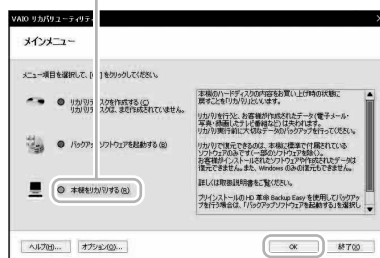 VAIO リカバリユーティリティ
メインメニュー
メニュー項目を選択して、[ ]をクリックしてください。
リカバリディスクを作成する(C)
リカバリディスクは、まだ作成されていません。
バックアップソフトウェアを起動する(B)
本機をリカバリする(R)
本機のハードディスクの内容をお買い上げ時の状態に
戻すことを「リカバリ」といいます。
リカバリを行うと、お客様が作成されたデータ(電子メール・
写真・録画したテレビ番組など)は失われます。
リカバリ実行前に大切なデータのバックアップを行ってください。
リカバリで復元できるのは、本機に標準で付属している
ソフトウェアのみです(一部のソフトウェアを除く)。
お客様がインストールされたソフトウェアや作成されたデータは
復元できません。また、Windows のみの復元もできません。
詳しくは取扱説明書をご覧ください。
プリインストールの HD 革命 Backup Easy を使用してバックアッ
プを行う場合は、「バックアップソフトウェアを起動する」を選択し
ヘルプ(H)...
オプション(O)...
OK
終了(X)